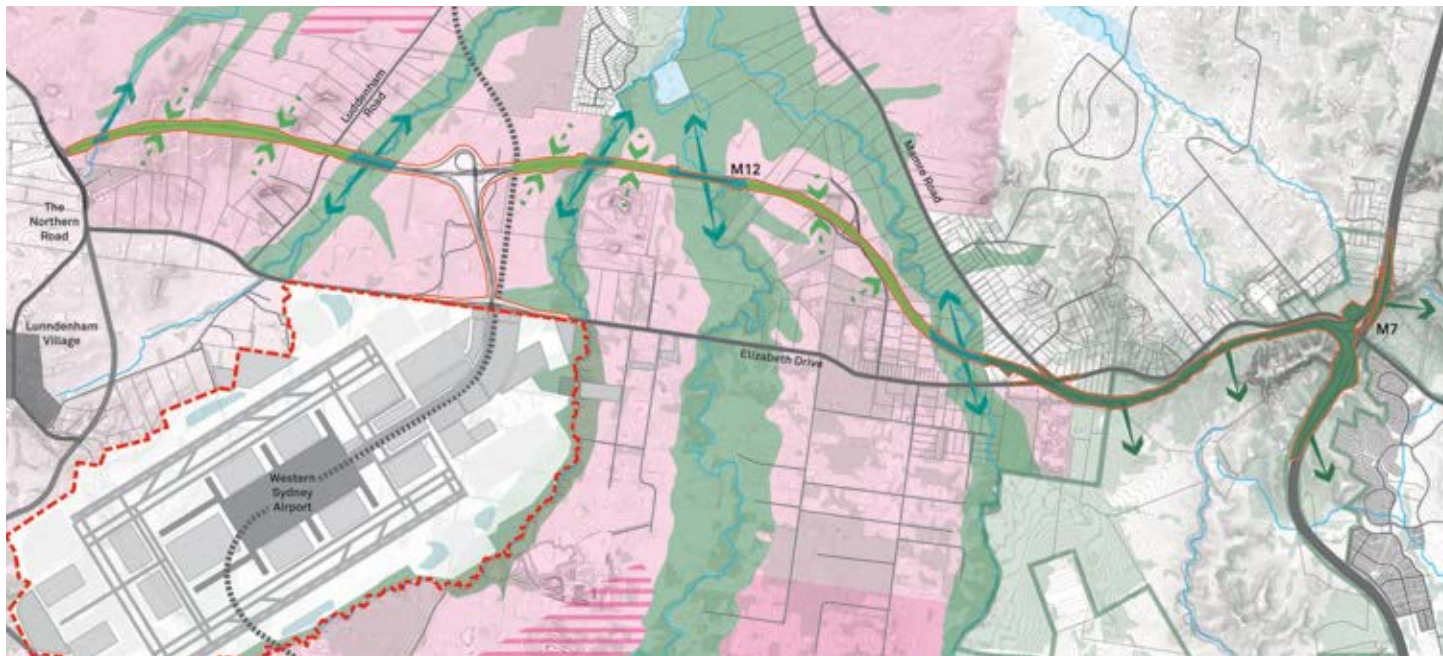 Luddenham
Road
M12
Mamre Road
The
Northern
Road
Lunndenham
Village
Elizabeth Drive
M7
Western
Sydney
Airport